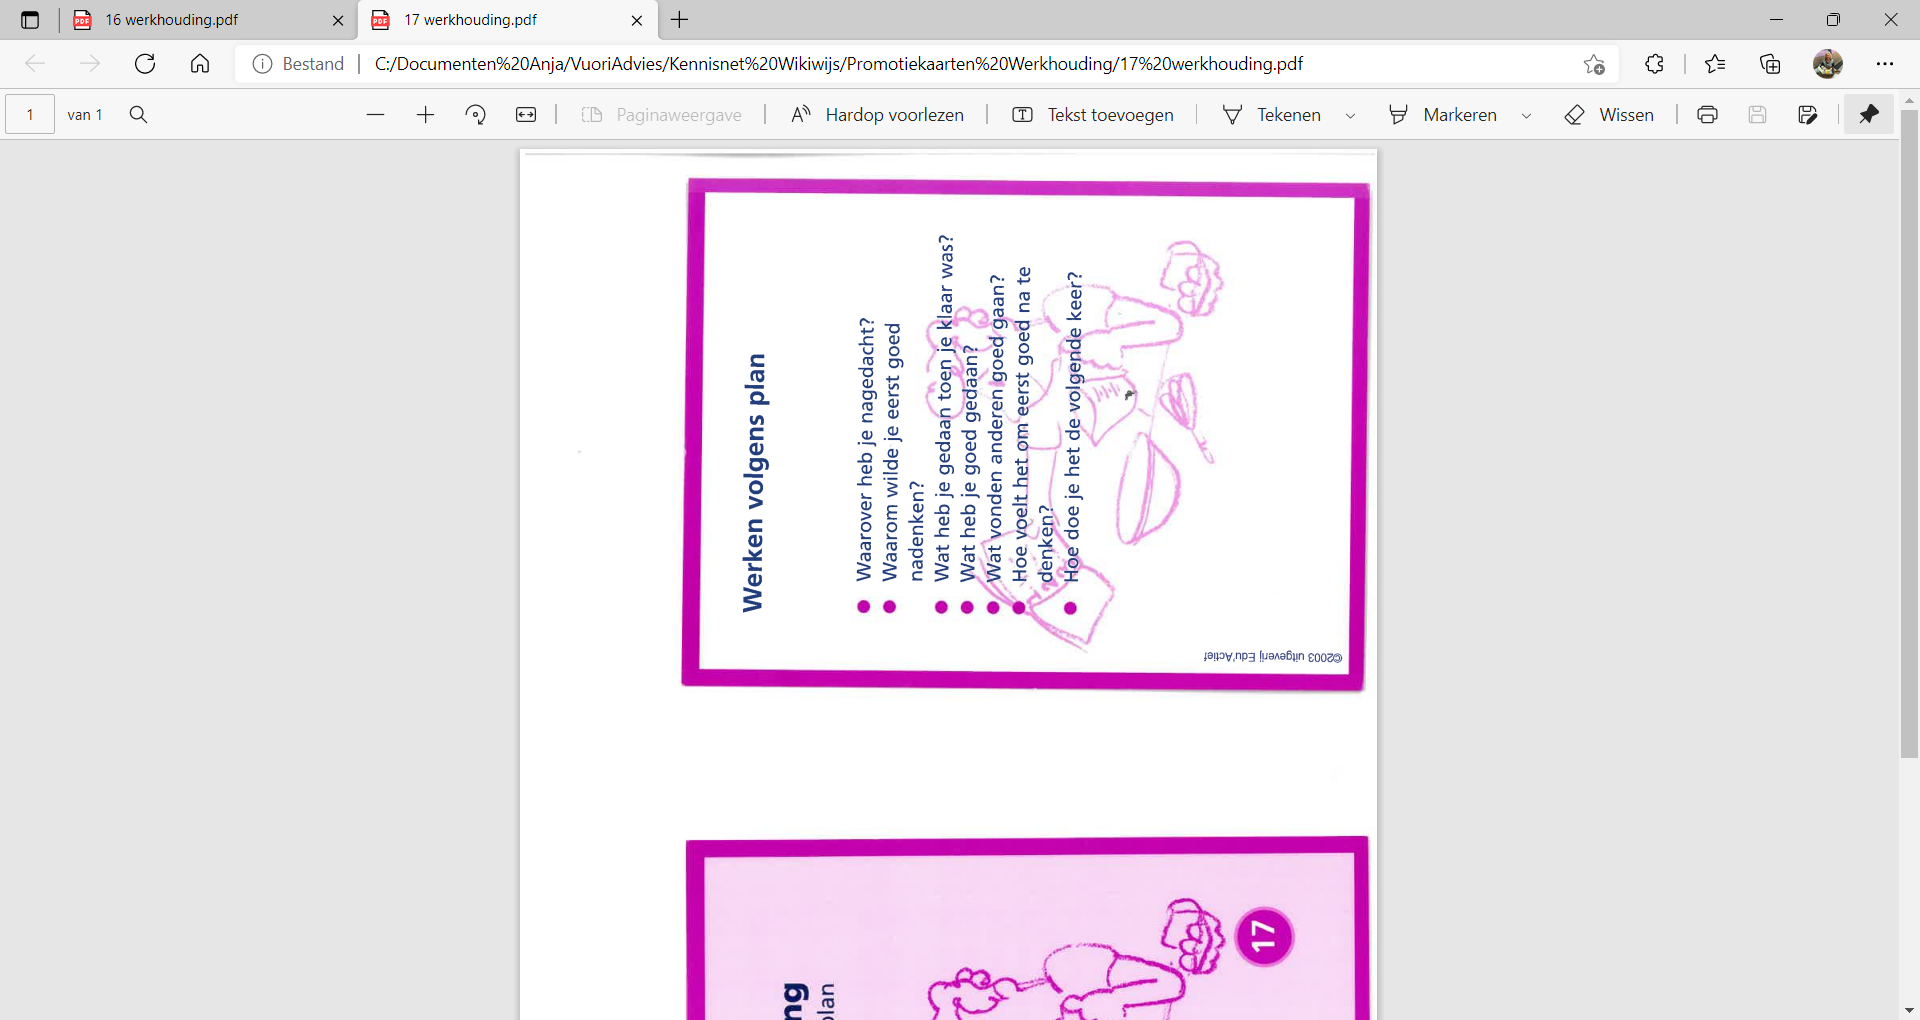 16 werkhouding.pdf
17 werkhouding.pdf
Bestand
C:/Documenten%20Anja/VuoriAdvies/Kennisnet%20Wikiwijs/Promotiekaarten%20Werkhouding/17%20werkhouding.pdf
1 van 1
Paginaweergave
Hardop voorlezen
Tekst toevoegen
Tekenen
Markeren
Wissen
Werken volgens plan
Waarover heb je nagedacht?
Waarom wilde je eerst goed
nadenken?
Wat heb je gedaan toen je klaar was?
Wat heb je goed gedaan?
Wat vonden anderen goed gaan?
Hoe voelt het om eerst goed na te
denken?
Hoe doe je het de volgende keer?
©2003 uitgeverij Edu'Actief
17
ng
plan